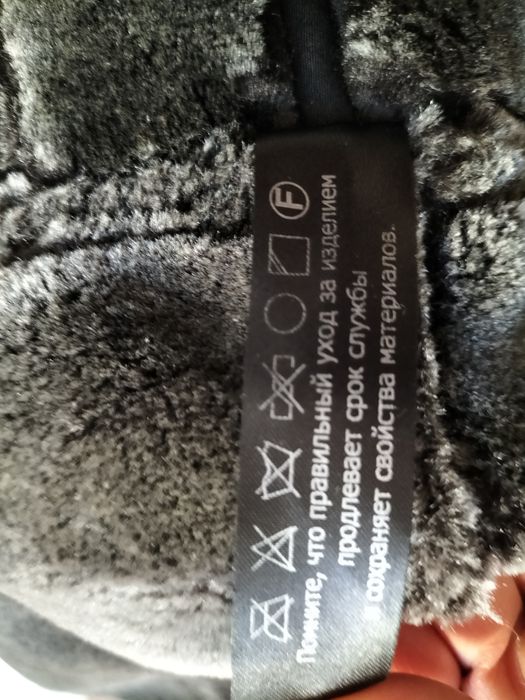 F
Помните, что правильный уход за изделием
продлевает срок службы
и сохраняет свойства материалов.